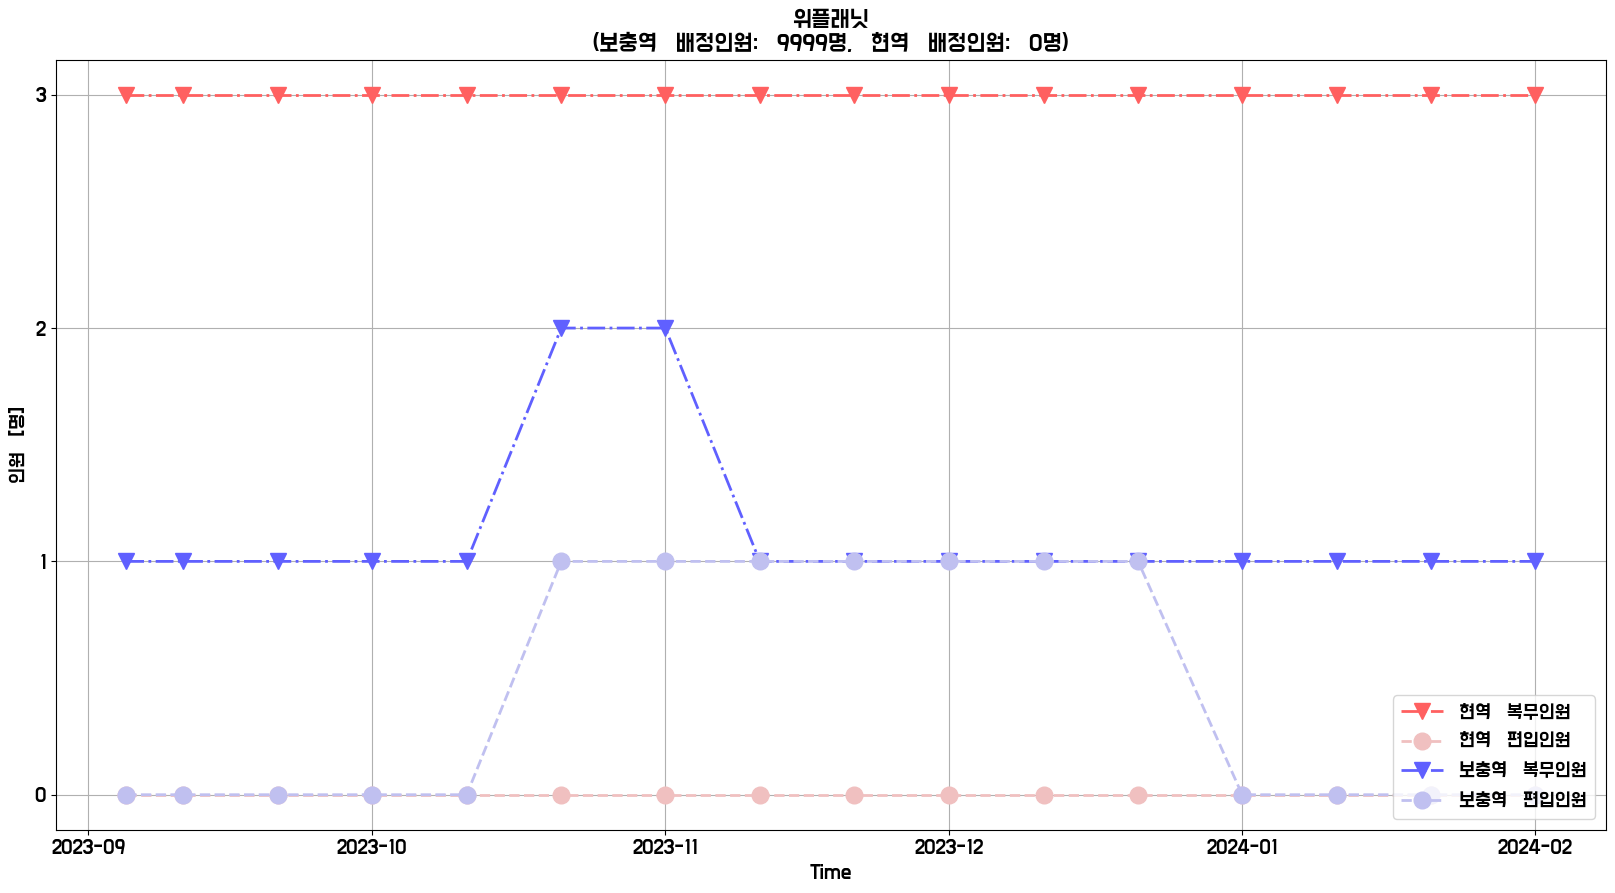 위플래닛
(보충역 배정인원: 9999명, 현역 배정인원: 0명)
3
2
1
0
인원 [명]
2023-09 2023-10 2023-11 2023-12 2024-01 2024-02
Time
현역 복무인원
현역 편입인원
보충역 복무인원
보충역 편입인원